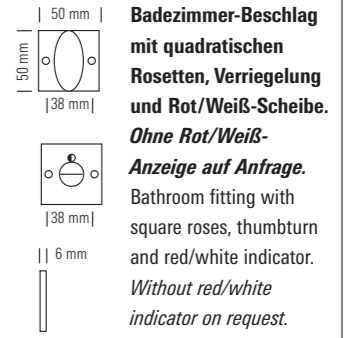 | 50 mm |
50 mm
|38 mm|
|38 mm|
|| 6 mm
Badezimmer-Beschlag
mit quadratischen
Rosetten, Verriegelung
und Rot/Weiß-Scheibe.
Ohne Rot/Weiß-
Anzeige auf Anfrage.
Bathroom fitting with
square roses, thumbturn
and red/white indicator.
Without red/white
indicator on request.